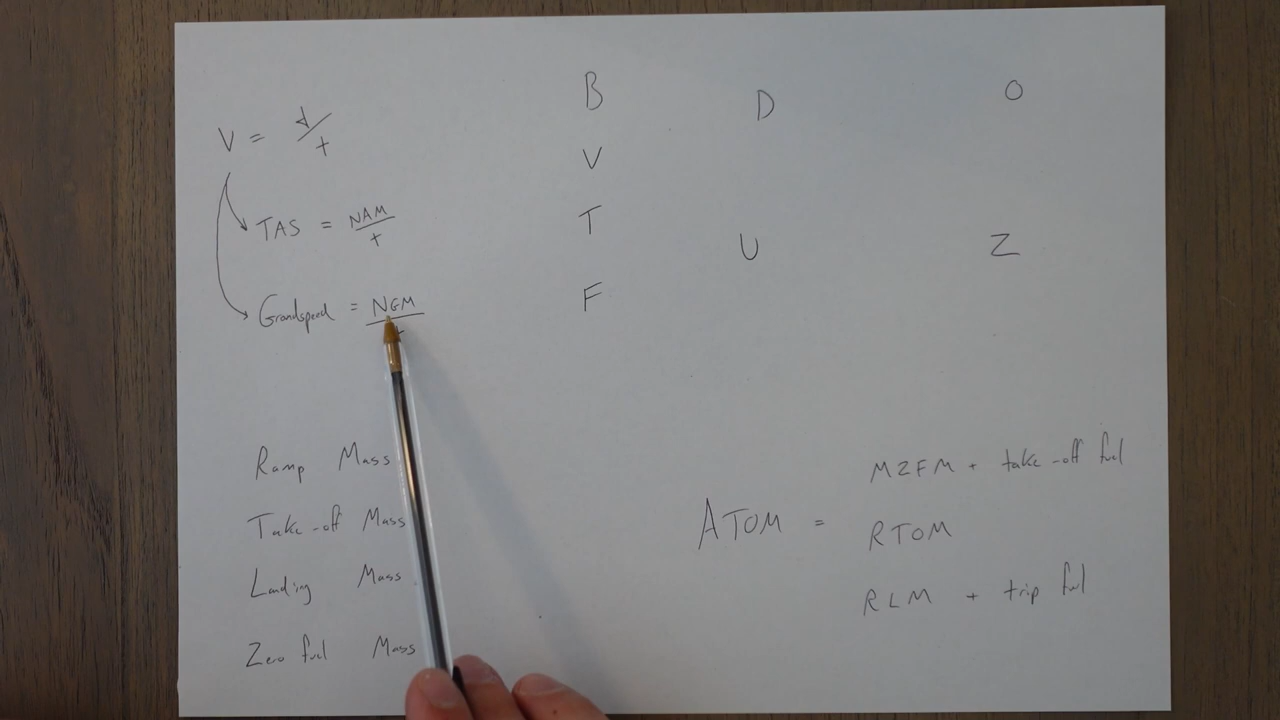 V = d/t
TAS = NAM/t
Groundspeed = NGM/t
B
V
T
F
D
U
O
Z
Ramp Mass
Take-off Mass
Landing Mass
Zero fuel Mass
ATOM =
MZFM + take-off fuel
RTOM
RLM + trip fuel